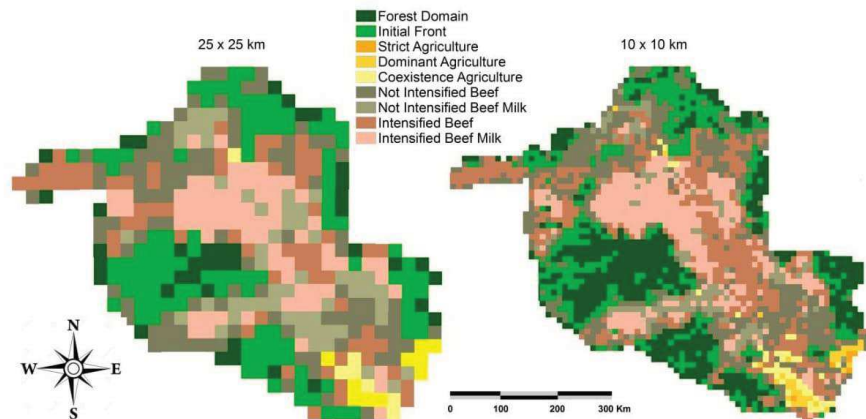 25 x 25 km
Forest Domain
Initial Front
Strict Agriculture
Dominant Agriculture
Coexistence Agriculture
Not Intensified Beef
Not Intensified Beef Milk
Intensified Beef
Intensified Beef Milk
10 x 10 km
N
W E
S
0 100 200 300 Km